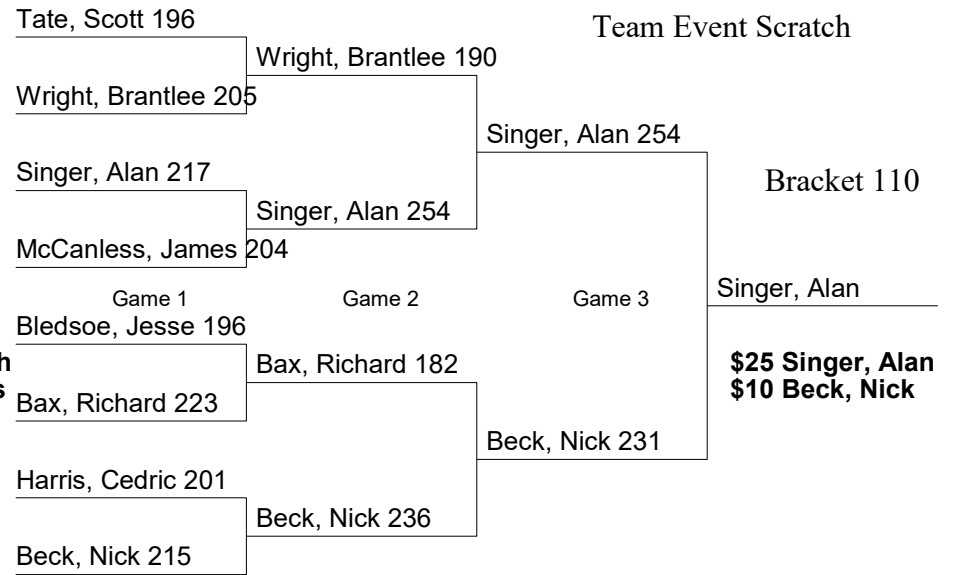 Tate, Scott 196
Team Event Scratch
Wright, Brantlee 190
Wright, Brantlee 205
Singer, Alan 254
Singer, Alan 217
Bracket 110
Singer, Alan 254
McCanless, James 204
Game 1
Game 2
Game 3
Singer, Alan
Bledsoe, Jesse 196
Bax, Richard 182
$25 Singer, Alan
$10 Beck, Nick
Bax, Richard 223
Beck, Nick 231
Harris, Cedric 201
Beck, Nick 236
Beck, Nick 215